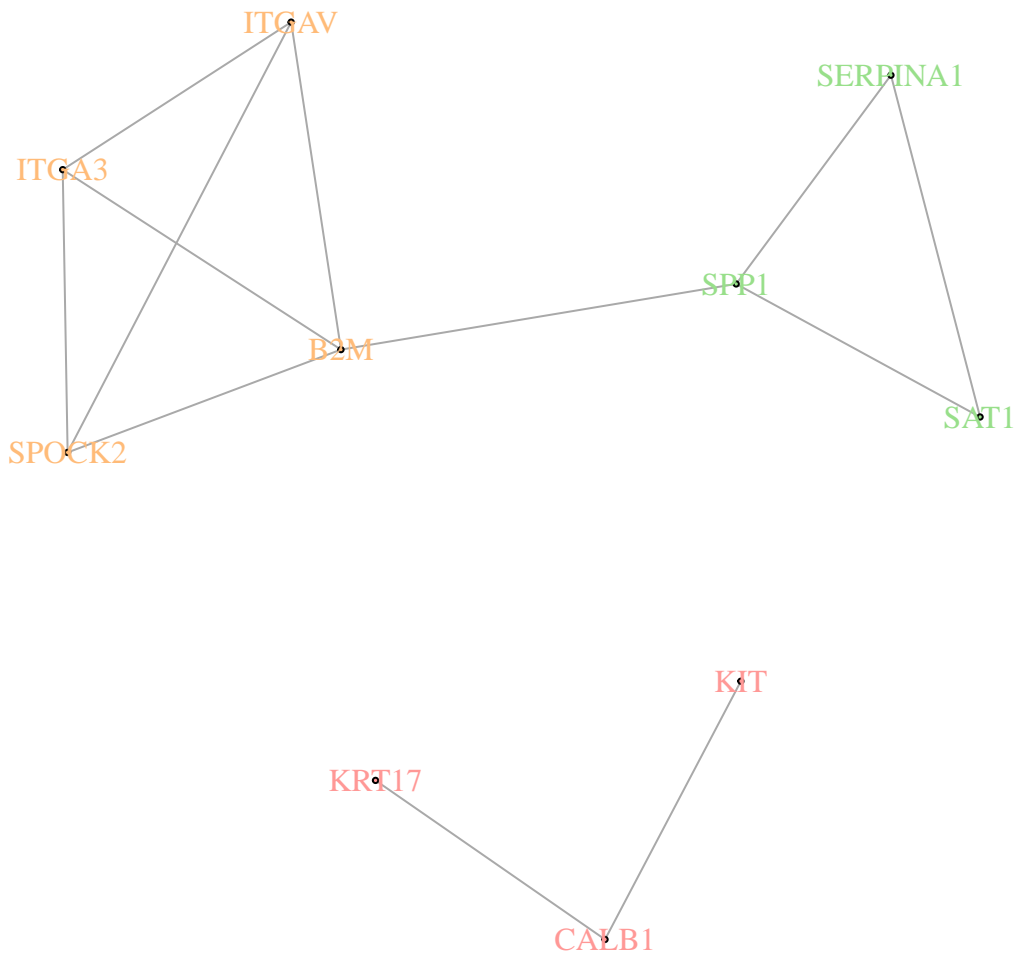 ITGAV
SERPINA1
ITGA3
SPP1
B2M
SAT1
SPOCK2
KIT
KRT17
CALB1